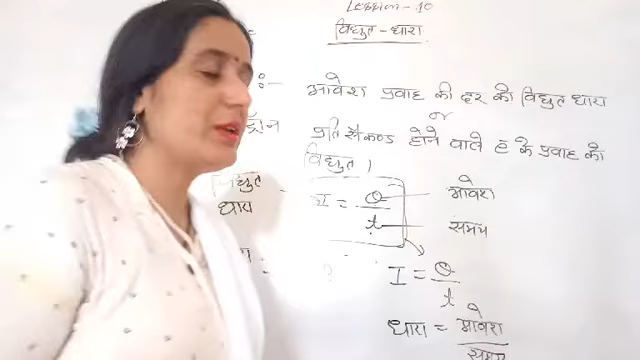 Lesson - 10
विद्युत - धारा
:- आवेश प्रवाह की दर को विद्युत धारा
or
प्रति सैकण्ड होने वाले θ के प्रवाह को
विद्युत ।
विद्युत धारा I = θ/t आवेश
समय
I = θ/t
धारा = आवेश/समय